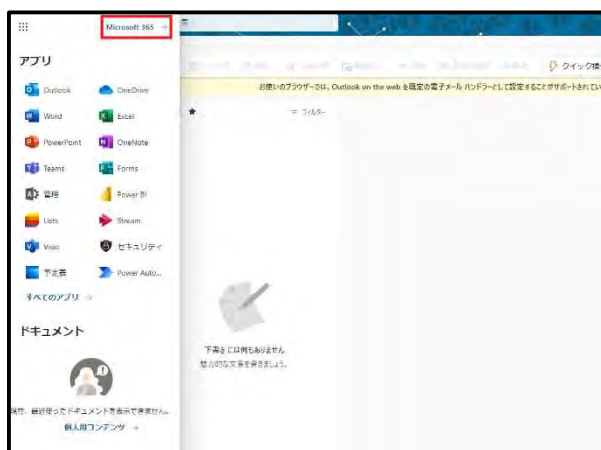 Microsoft 365 →
アプリ
Outlook
OneDrive
Word
Excel
PowerPoint
OneNote
Teams
Forms
管理
Power BI
Lists
Stream
Visio
セキュリティ
予定表
Power Auto...
すべてのアプリ →
ドキュメント
現在、最近使ったドキュメントを表示できません。
個人用コンテンツ →
クイック操
お使いのブラウザーでは、Outlook on the web を既定の電子メール ハンドラーとして設定することがサポートされてい
フィルター
下書きには何もありません
魅力的な文章を書きましょう。